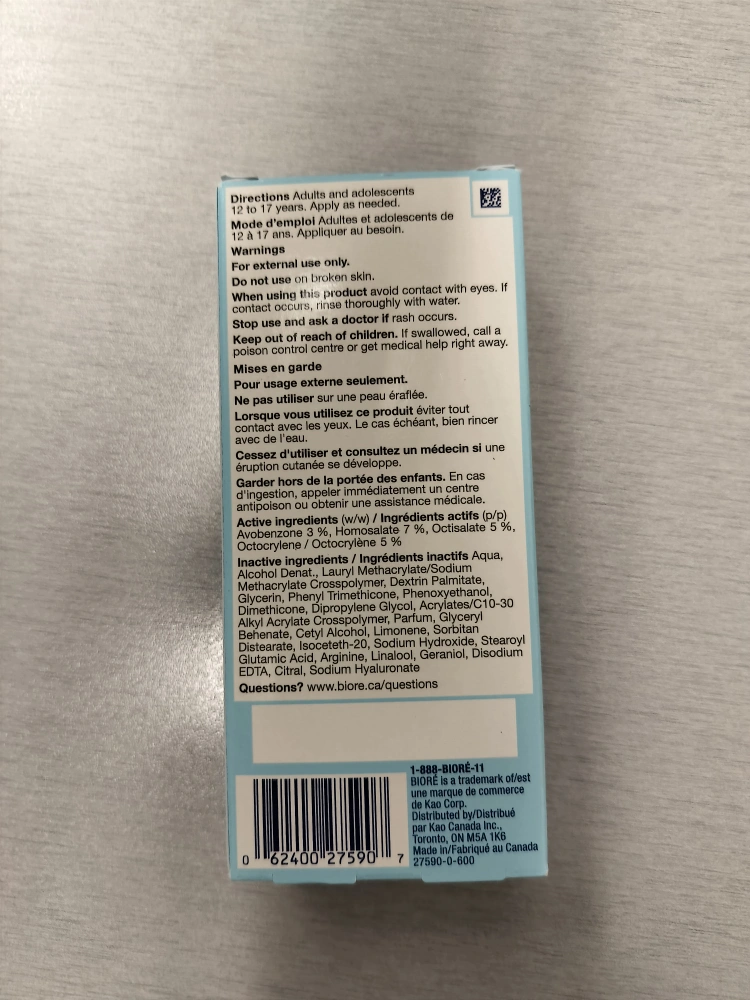 Directions Adults and adolescents
12 to 17 years. Apply as needed.
Mode d'emploi Adultes et adolescents de
12 à 17 ans. Appliquer au besoin.
Warnings
For external use only.
Do not use on broken skin.
When using this product avoid contact with eyes. If
contact occurs, rinse thoroughly with water.
Stop use and ask a doctor if rash occurs.
Keep out of reach of children. If swallowed, call a
poison control centre or get medical help right away.
Mises en garde
Pour usage externe seulement.
Ne pas utiliser sur une peau éraflée.
Lorsque vous utilisez ce produit éviter tout
contact avec les yeux. Le cas échéant, bien rincer
avec de l'eau.
Cessez d'utiliser et consultez un médecin si une
éruption cutanée se développe.
Garder hors de la portée des enfants. En cas
d'ingestion, appeler immédiatement un centre
antipoison ou obtenir une assistance médicale.
Active ingredients (w/w) / Ingrédients actifs (p/p)
Avobenzone 3 %, Homosalate 7 %, Octisalate 5 %,
Octocrylene / Octocrylène 5 %
Inactive ingredients / Ingrédients inactifs Aqua,
Alcohol Denat., Lauryl Methacrylate/Sodium
Methacrylate Crosspolymer, Dextrin Palmitate,
Glycerin, Phenyl Trimethicone, Phenoxyethanol,
Dimethicone, Dipropylene Glycol, Acrylates/C10-30
Alkyl Acrylate Crosspolymer, Parfum, Glyceryl
Behenate, Cetyl Alcohol, Limonene, Sorbitan
Distearate, Isoceteth-20, Sodium Hydroxide, Stearoyl
Glutamic Acid, Arginine, Linalool, Geraniol, Disodium
EDTA, Citral, Sodium Hyaluronate
Questions? www.biore.ca/questions
1-888-BIORÉ-11
BIORÉ is a trademark of/est
une marque de commerce
de Kao Corp.
Distributed by/Distribué
par Kao Canada Inc.,
Toronto, ON M5A 1K6
Made in/Fabriqué au Canada
27590-0-600
0 62400 27590 7